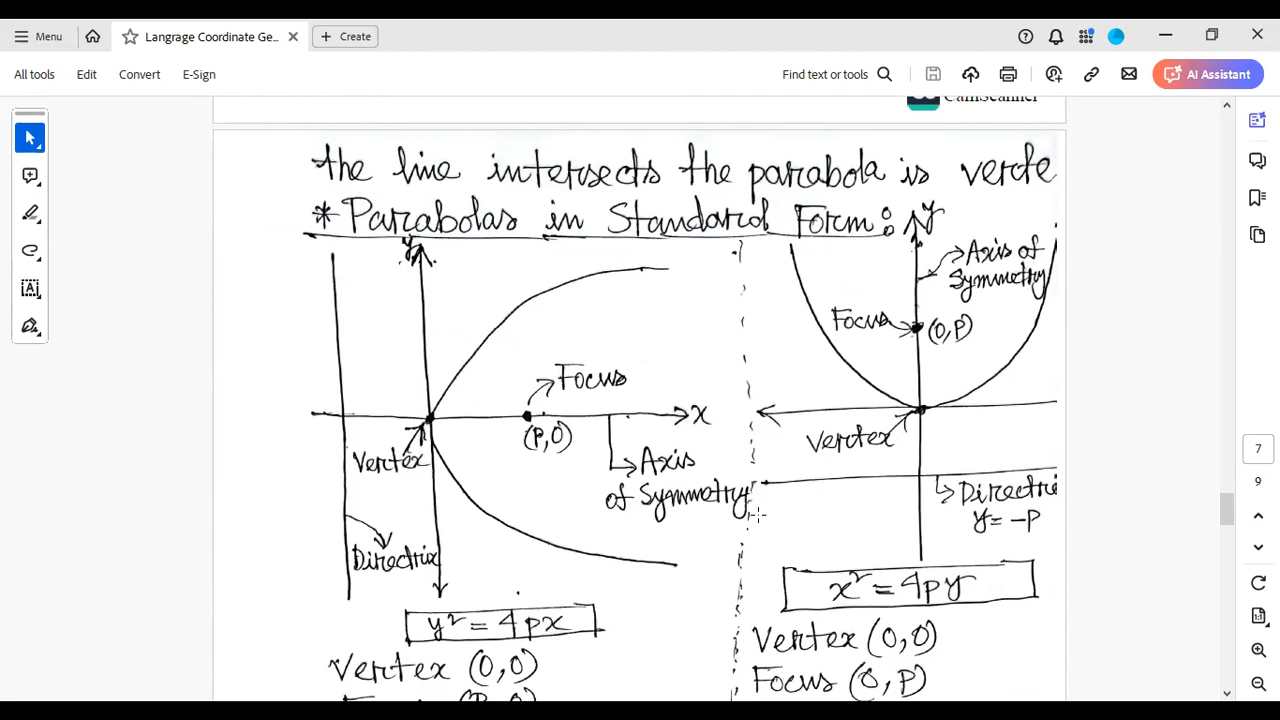 Menu
Langrage Coordinate Ge...
Create
All tools
Edit
Convert
E-Sign
Find text or tools
AI Assistant
CamScanner
the line intersects the parabola is verte
* Parabolas in Standard Form:
y
Focus
(P,0)
x
Vertex
Axis
of Symmetry
Directrix
y² = 4px
Vertex (0,0)
y
Axis of
Symmetry
Focus
(0,P)
Vertex
Directri
y = -P
x² = 4py
Vertex (0,0)
Focus (0,P)
7
9